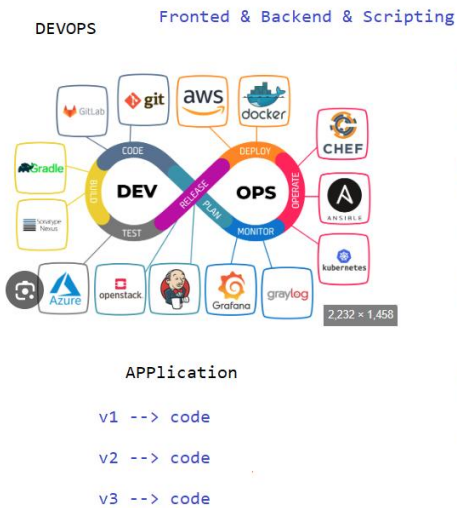 Fronted & Backend & Scripting
DEVOPS
GitLab
git
aws
docker
CHEF
Gradle
CODE
DEPLOY
BUILD
DEV
RELEASE
PLAN
OPS
OPERATE
ANSIBLE
Sonatype
Nexus
TEST
MONITOR
kubernetes
Azure
openstack.
Grafana
graylog
2,232 × 1,458
APPlication
v1 --> code
v2 --> code
v3 --> code